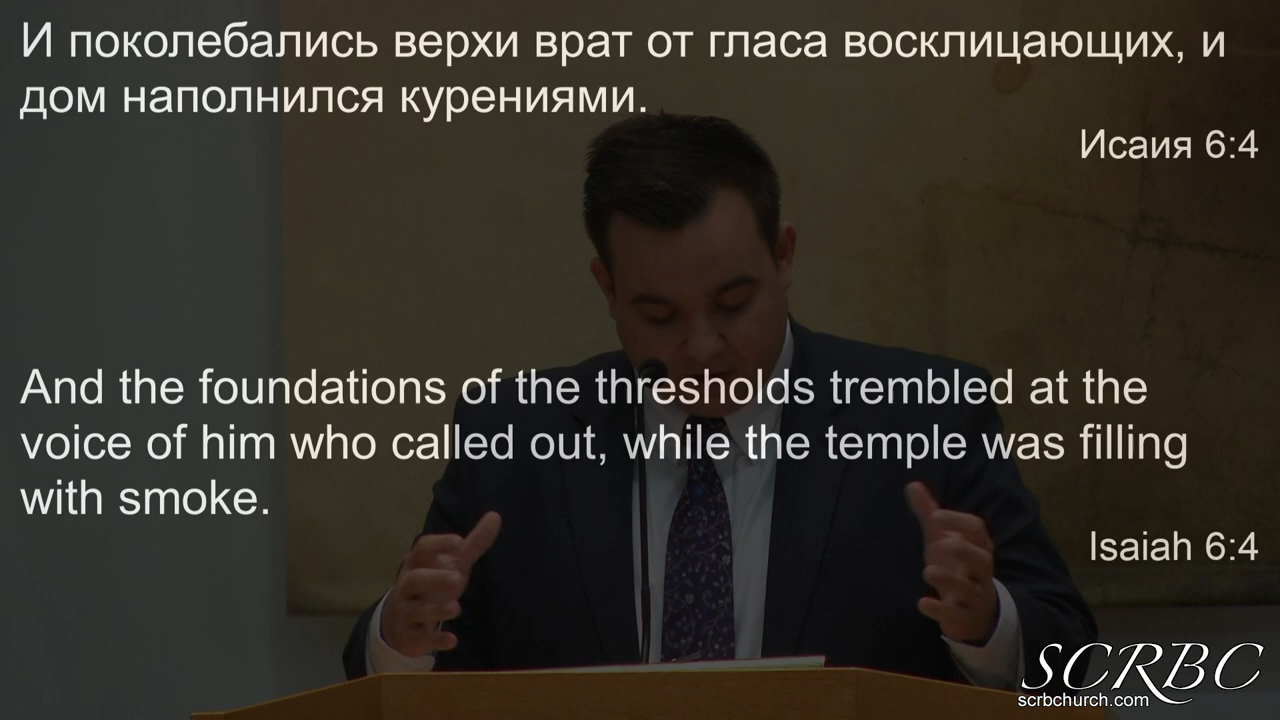 И поколебались верхи врат от гласа восклицающих, и
дом наполнился курениями.
Исаия 6:4
And the foundations of the thresholds trembled at the
voice of him who called out, while the temple was filling
with smoke.
Isaiah 6:4
SCRBC
scrbchurch.com